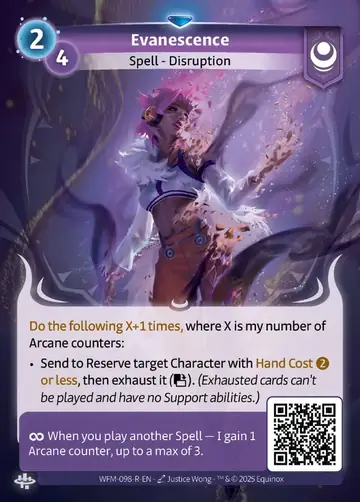 2
4
Evanescence
Spell - Disruption
Do the following X+1 times, where X is my number of
Arcane counters:
• Send to Reserve target Character with Hand Cost 2
or less, then exhaust it. (Exhausted cards can't
be played and have no Support abilities.)
∞ When you play another Spell — I gain 1
Arcane counter, up to a max of 3.
WFM-098-R-EN - Justice Wong - ™ & © 2025 Equinox